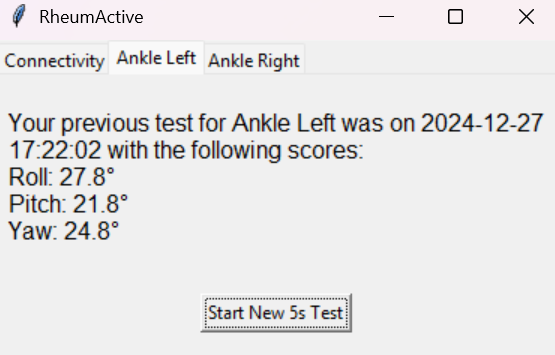 RheumActive
Connectivity Ankle Left Ankle Right
Your previous test for Ankle Left was on 2024-12-27
17:22:02 with the following scores:
Roll: 27.8°
Pitch: 21.8°
Yaw: 24.8°
Start New 5s Test